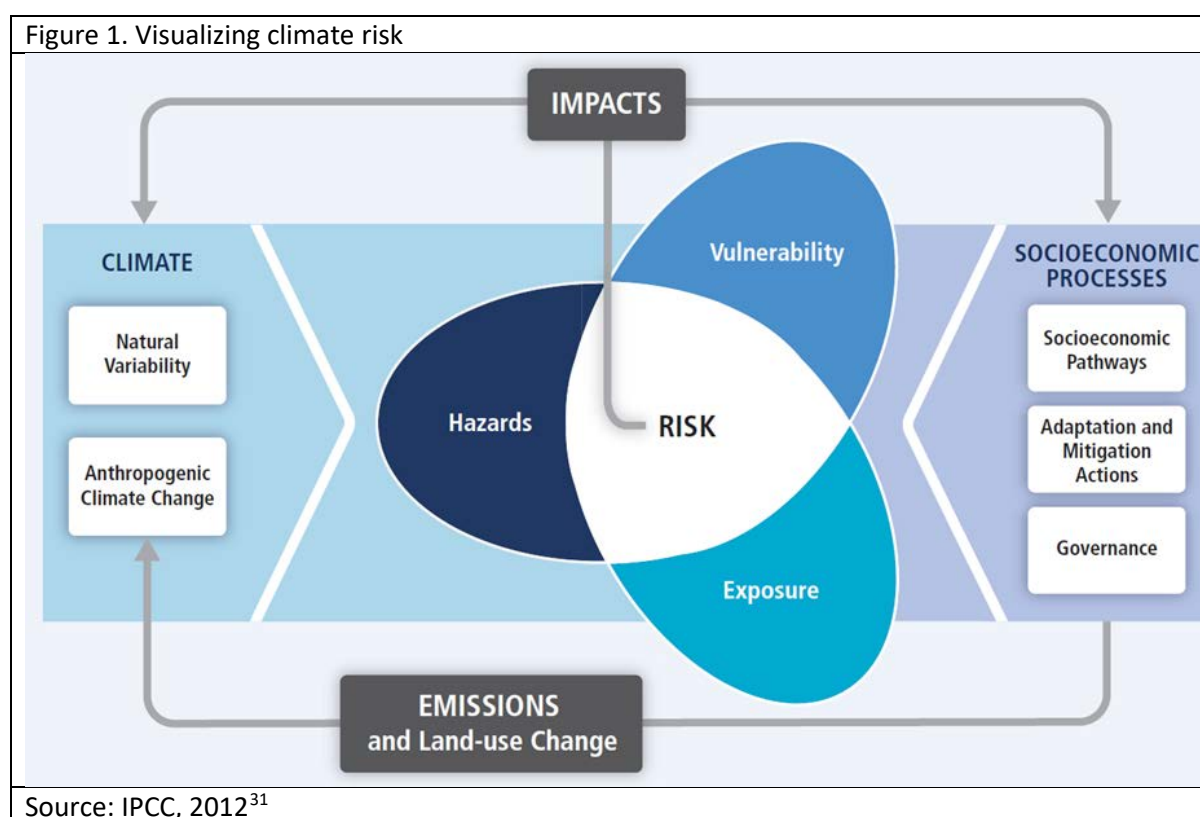 Figure 1. Visualizing climate risk
IMPACTS
CLIMATE
Natural
Variability
Anthropogenic
Climate Change
Vulnerability
Hazards
RISK
Exposure
SOCIOECONOMIC
PROCESSES
Socioeconomic
Pathways
Adaptation and
Mitigation
Actions
Governance
EMISSIONS
and Land-use Change
Source: IPCC, 2012³¹